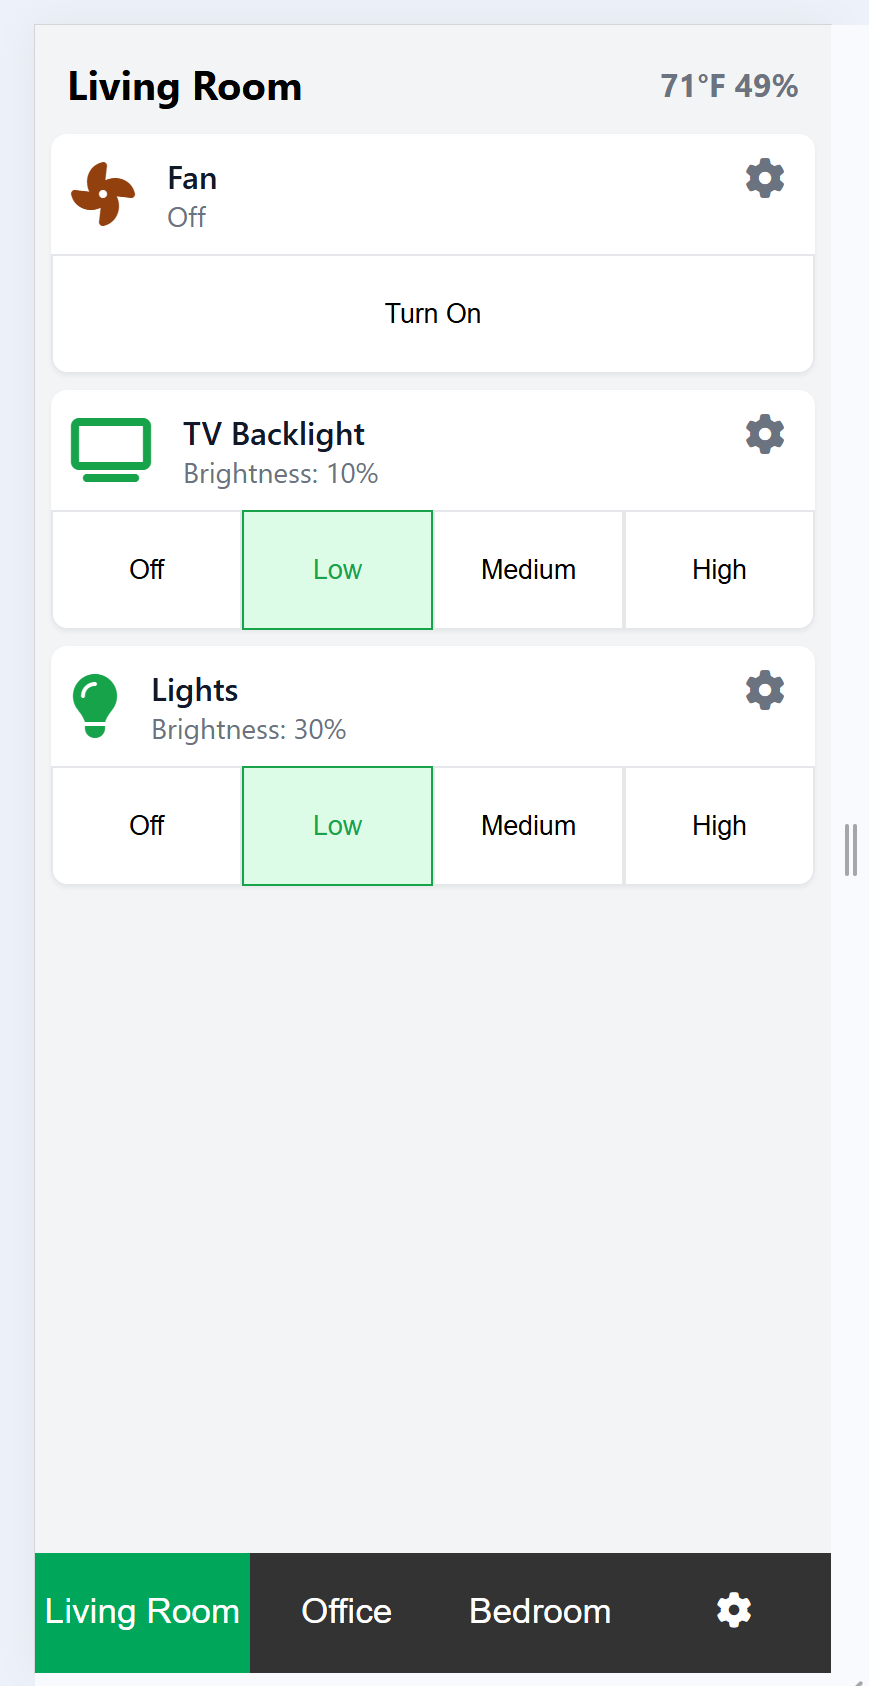 Living Room 71°F 49%
Fan
Off
Turn On
TV Backlight
Brightness: 10%
Off Low Medium High
Lights
Brightness: 30%
Off Low Medium High
Living Room Office Bedroom